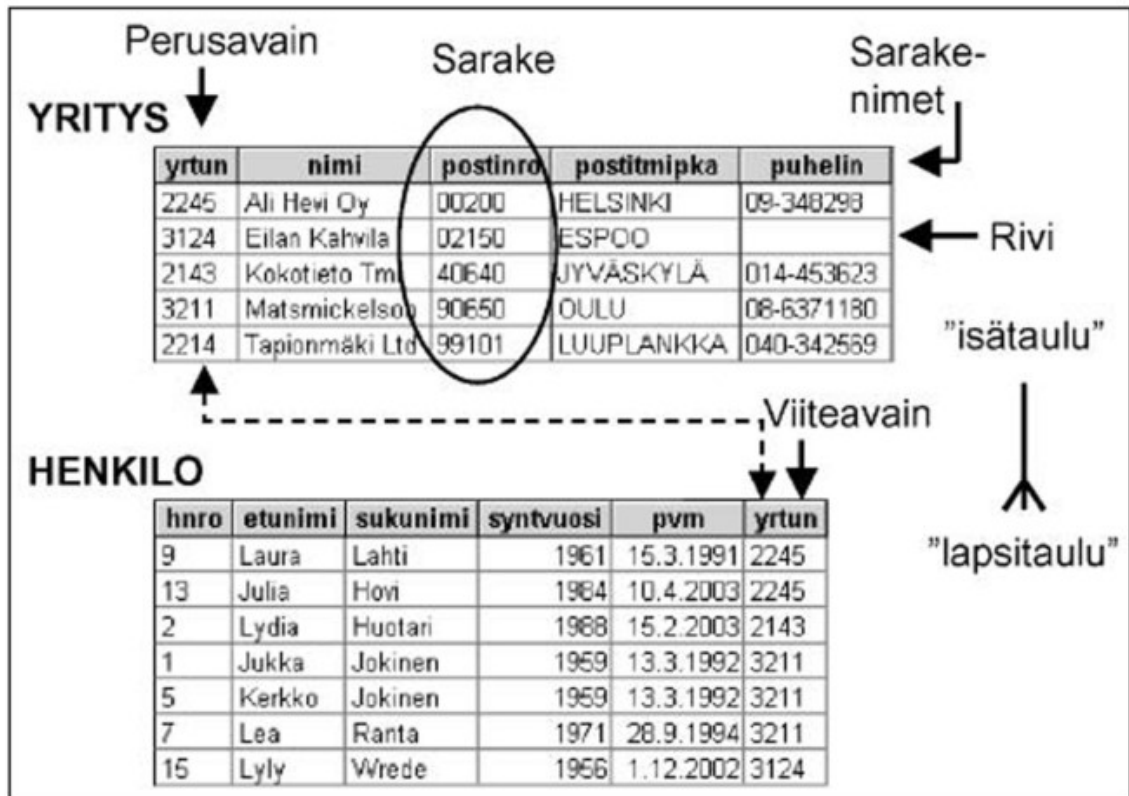 Perusavain
Sarake
Sarake-
nimet
YRITYS
yrtun nimi postinro postitmipka puhelin
2245 Ali Hevi Oy 00200 HELSINKI 09-348298
3124 Eilan Kahvila 02150 ESPOO
Rivi
2143 Kokotieto Tmi 40640 JYVÄSKYLÄ 014-453623
3211 Matsmickelson 90650 OULU 08-6371180
2214 Tapionmäki Ltd 99101 LUUPLANKKA 040-342569
"isätaulu"
Viiteavain
HENKILO
hnro etunimi sukunimi syntvuosi pvm yrtun
9 Laura Lahti 1961 15.3.1991 2245
"lapsitaulu"
13 Julia Hovi 1984 10.4.2003 2245
2 Lydia Huotari 1988 15.2.2003 2143
1 Jukka Jokinen 1959 13.3.1992 3211
5 Kerkko Jokinen 1959 13.3.1992 3211
7 Lea Ranta 1971 28.9.1994 3211
15 Lyly Wrede 1956 1.12.2002 3124